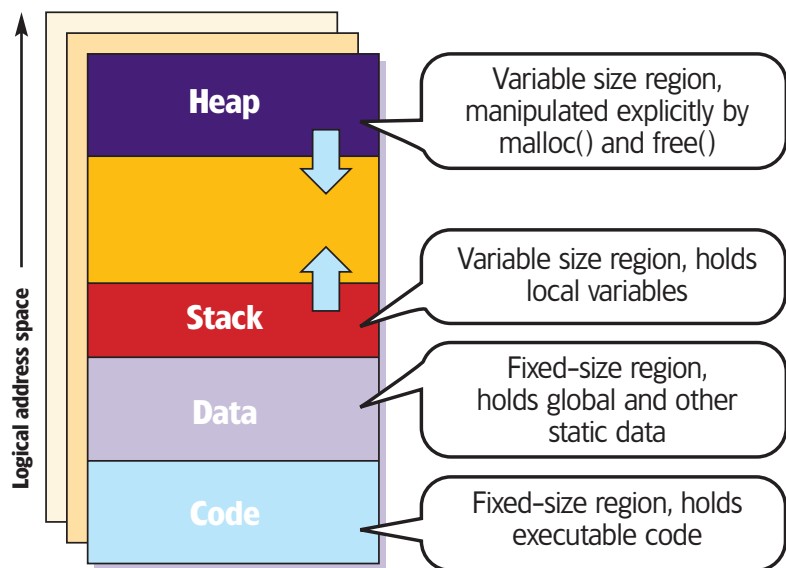 Heap
Variable size region,
manipulated explicitly by
malloc() and free()
Stack
Variable size region, holds
local variables
Data
Fixed-size region,
holds global and other
static data
Code
Fixed-size region, holds
executable code
Logical address space